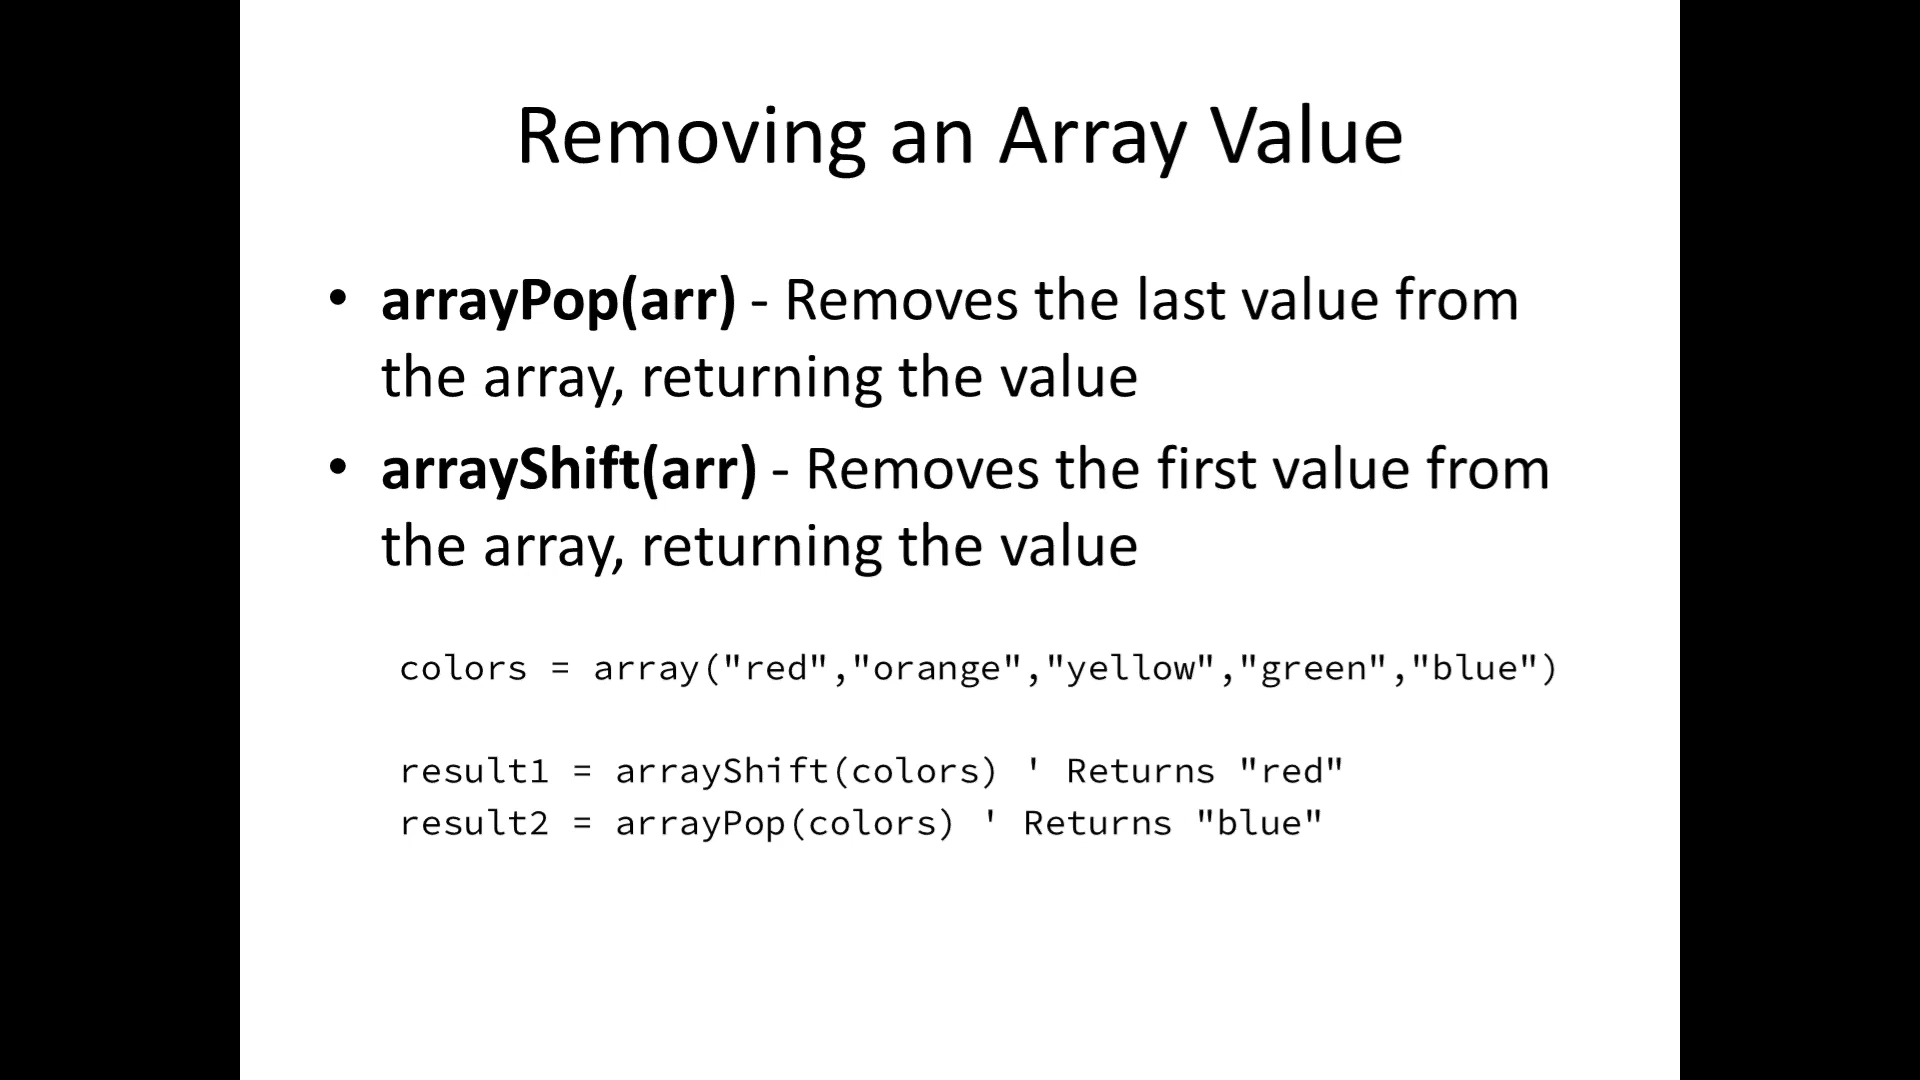 Removing an Array Value
• arrayPop(arr) - Removes the last value from
the array, returning the value
• arrayShift(arr) - Removes the first value from
the array, returning the value
colors = array("red","orange","yellow","green","blue")
result1 = arrayShift(colors) ' Returns "red"
result2 = arrayPop(colors) ' Returns "blue"